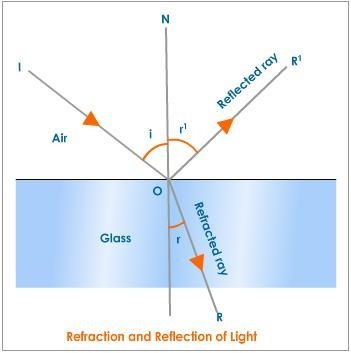 N
I
R¹
Reflected ray
Air
i
r¹
O
Glass
r
Refracted ray
R
Refraction and Reflection of Light